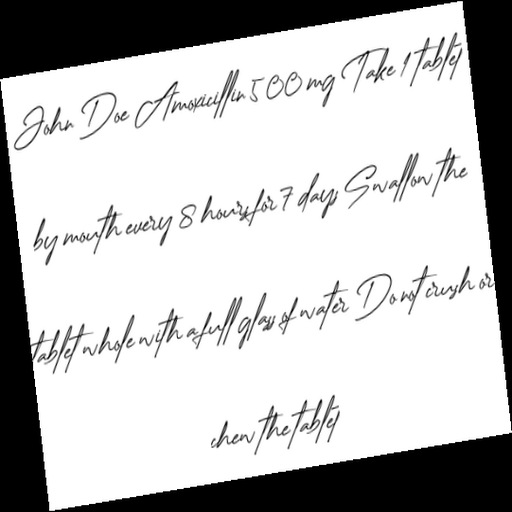 John Doe Amoxicillin 500 mg Take 1 tablet
by mouth every 8 hours for 7 days Swallow the
tablet whole with a full glass of water Do not crush or
chew the tablet